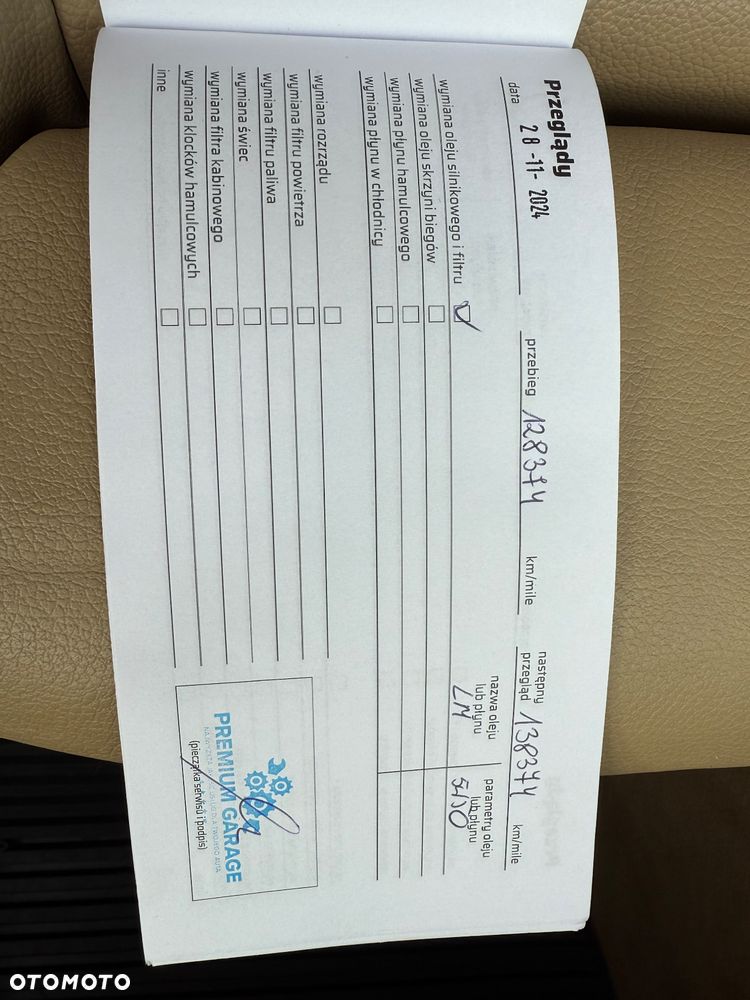 Przeglądy
data 28-11-2024 przebieg 128374 km/mile następny przegląd 138374 km/mile
nazwa oleju lub płynu parametry oleju lub płynu
wymiana oleju silnikowego i filtru LM 5W30
wymiana oleju skrzyni biegów
wymiana płynu hamulcowego
wymiana płynu w chłodnicy
wymiana rozrządu
wymiana filtru powietrza
wymiana filtru paliwa
wymiana świec
wymiana filtra kabinowego
wymiana klocków hamulcowych
inne
PREMIUM GARAGE
(pieczątka serwisu i podpis)
OTOMOTO